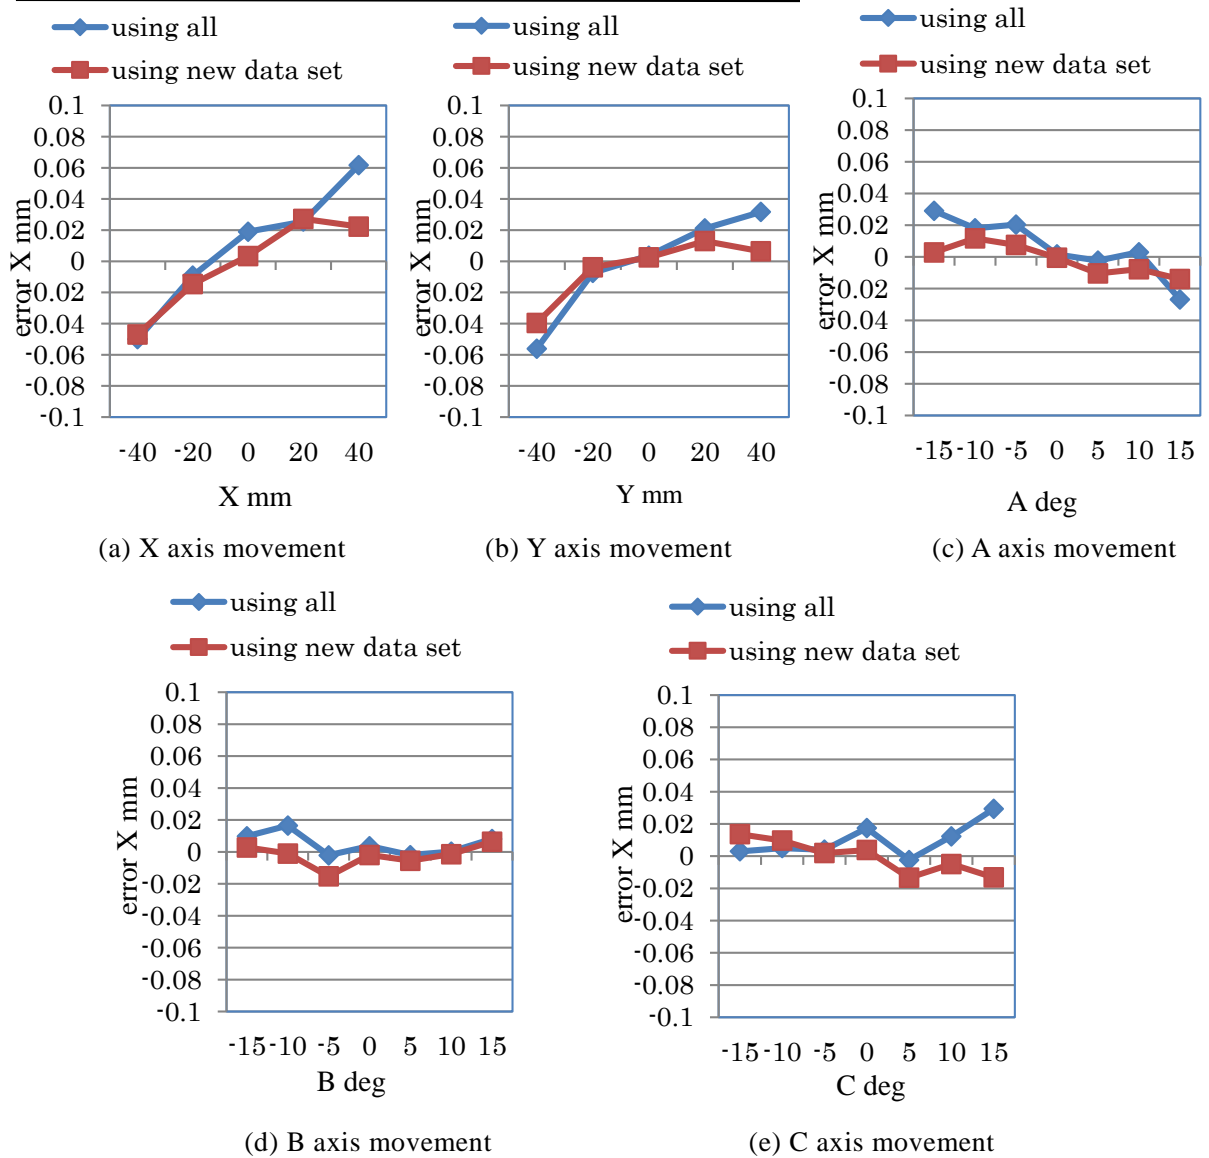 using all
using new data set
0.1
0.08
0.06
0.04
0.02
0
-0.02
-0.04
-0.06
-0.08
-0.1
error X mm
-40 -20 0 20 40
X mm
(a) X axis movement
using all
using new data set
0.1
0.08
0.06
0.04
0.02
0
-0.02
-0.04
-0.06
-0.08
-0.1
error X mm
-40 -20 0 20 40
Y mm
(b) Y axis movement
using all
using new data set
0.1
0.08
0.06
0.04
0.02
0
-0.02
-0.04
-0.06
-0.08
-0.1
error X mm
-15 -10 -5 0 5 10 15
A deg
(c) A axis movement
using all
using new data set
0.1
0.08
0.06
0.04
0.02
0
-0.02
-0.04
-0.06
-0.08
-0.1
error X mm
-15 -10 -5 0 5 10 15
B deg
(d) B axis movement
using all
using new data set
0.1
0.08
0.06
0.04
0.02
0
-0.02
-0.04
-0.06
-0.08
-0.1
error X mm
-15 -10 -5 0 5 10 15
C deg
(e) C axis movement